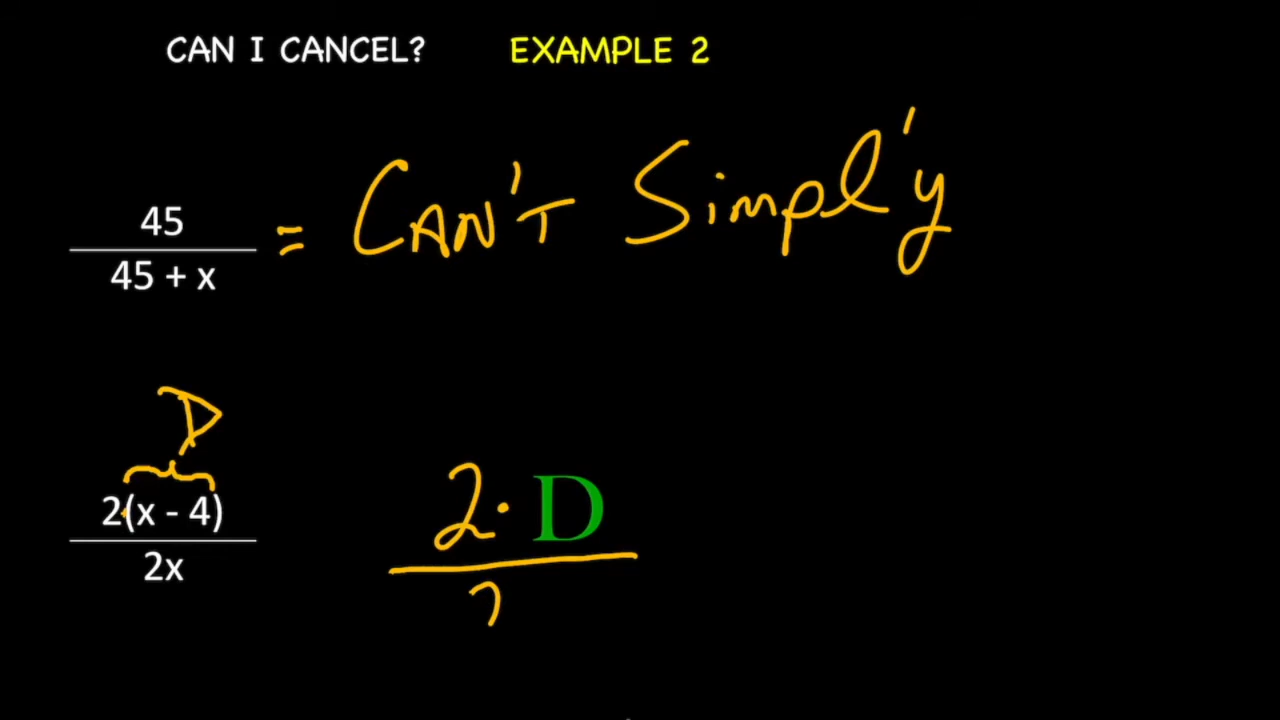 CAN I CANCEL? EXAMPLE 2
45
45 + x
= CAN'T Simpl'y
D
2(x - 4)
2x
2 · D